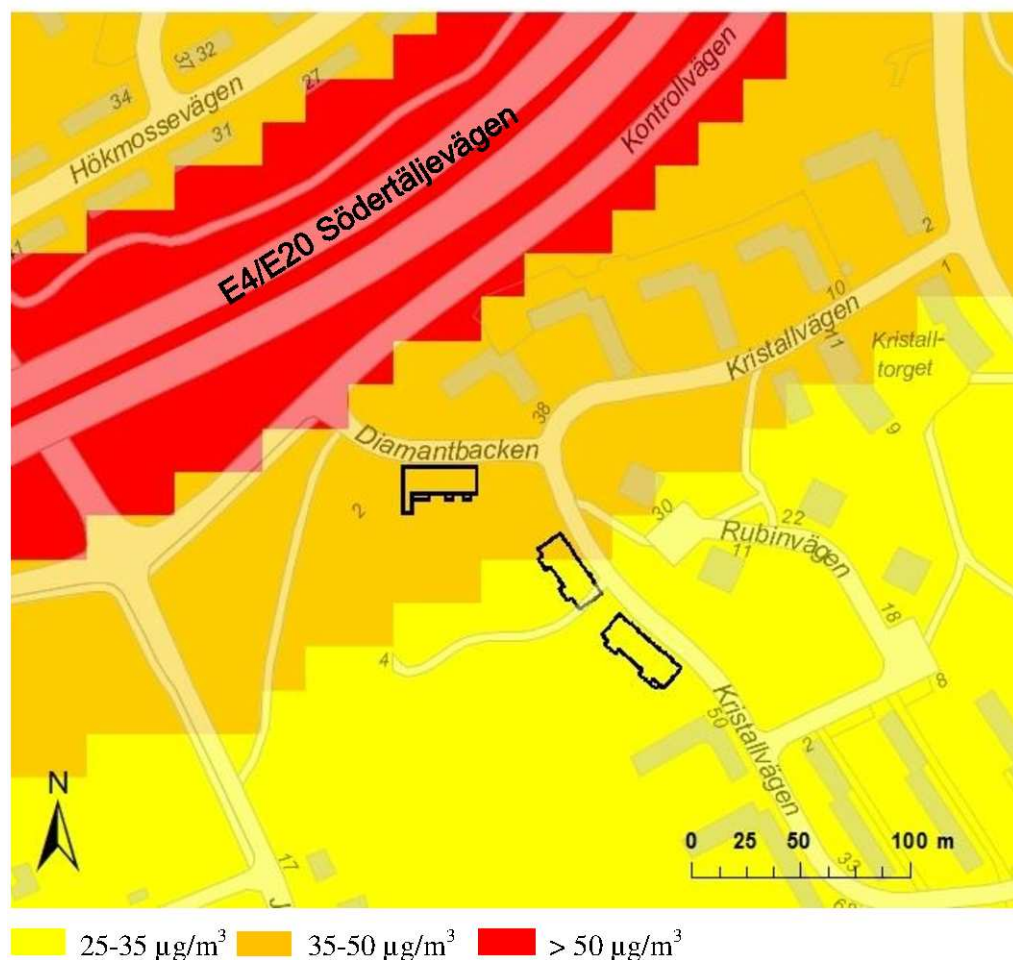 32
37
34
27
31
Hökmossevägen
E4/E20 Södertäljevägen
Kontrollvägen
2
1
10
11
Kristallvägen
Kristall-
torget
9
38
Diamantbacken
2
30
22
Rubinvägen
11
18
8
4
50
2
Kristallvägen
33
17
N
0 25 50 100 m
25-35 µg/m³ 35-50 µg/m³ > 50 µg/m³